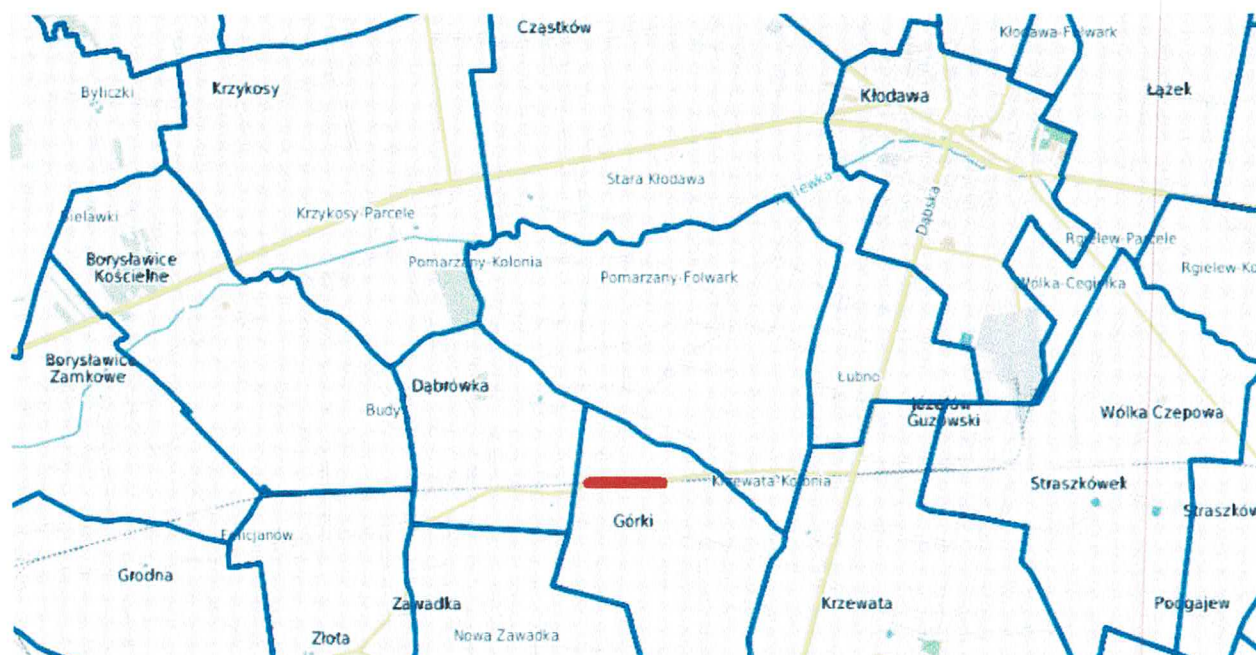 Cząstków
Kłodawa-Folwark
Byliczki
Krzykosy
Kłodawa
Łążek
Stara Kłodawa
Dąbska
Bielawki
Krzykosy-Parcele
Rgielew-Parcele
Borysławice
Kościelne
Pomarzany-Kolonia
Pomarzany-Folwark
Rgielew-Ko
Wólka-Cegielka
Borysławice
Zamkowe
Dąbrówka
Łubno
Budy
Józefów
Guzowski
Wólka Czepowa
Krzewata-Kolonia
Straszkówek
Górki
Straszków
Felicjanów
Grodna
Zawadka
Krzewata
Podgajew
Złota
Nowa Zawadka